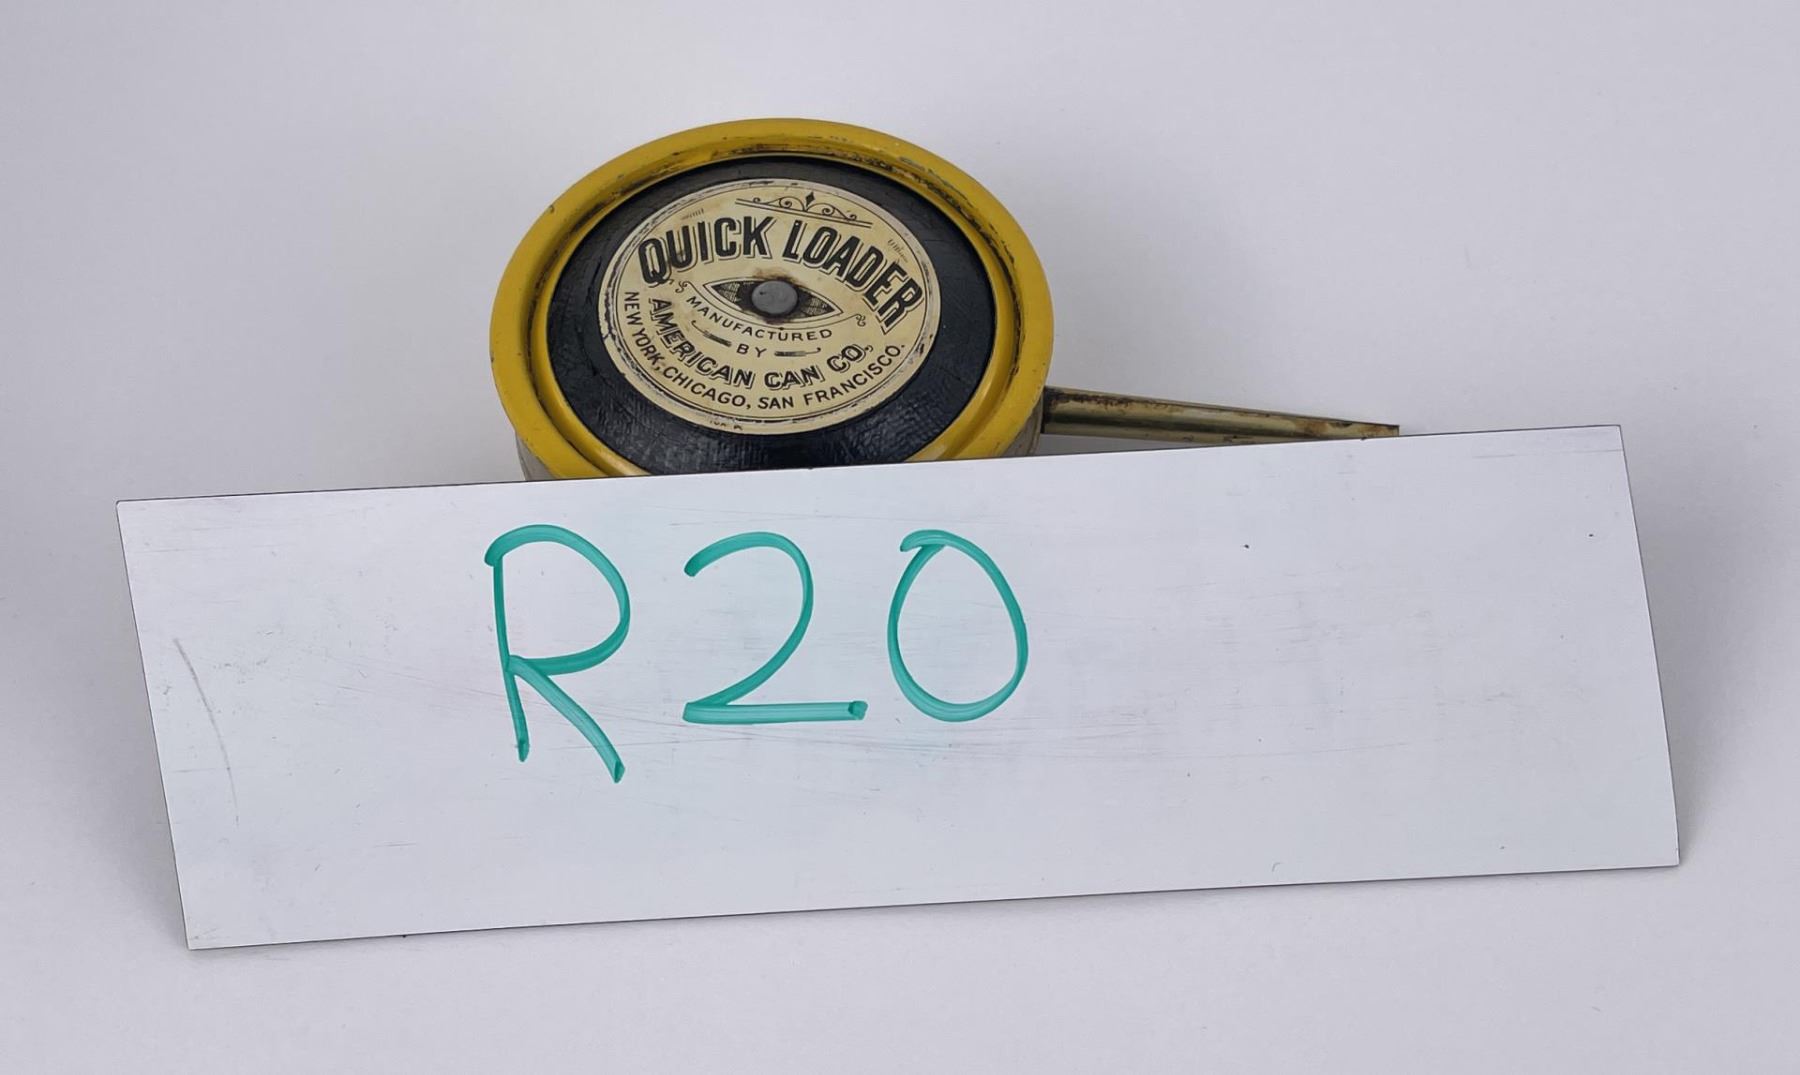 QUICK LOADER
MANUFACTURED
BY
AMERICAN CAN CO.,
NEW YORK, CHICAGO, SAN FRANCISCO.
R20